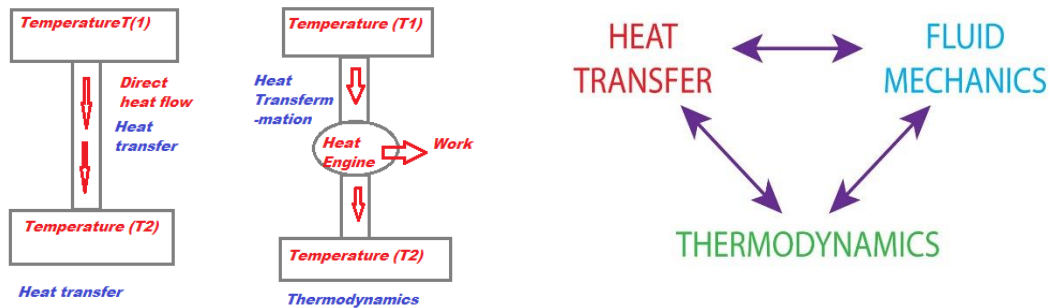 TemperatureT(1)
Direct
heat flow
Heat
transfer
Temperature (T2)
Heat transfer
Temperature (T1)
Heat
Transferm
-mation
Heat
Engine
Work
Temperature (T2)
Thermodynamics
HEAT
TRANSFER
FLUID
MECHANICS
THERMODYNAMICS